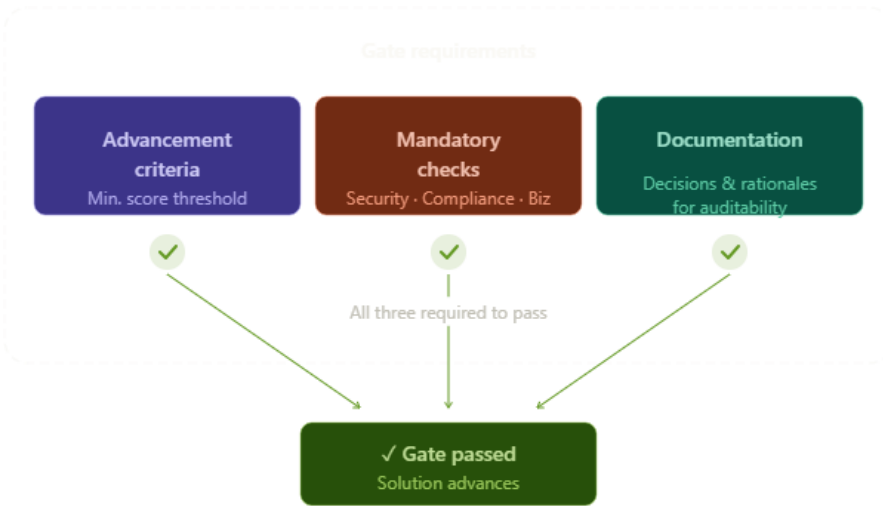 Gate requirements
Advancement
criteria
Min. score threshold
Mandatory
checks
Security · Compliance · Biz
Documentation
Decisions & rationales
for auditability
All three required to pass
✓ Gate passed
Solution advances